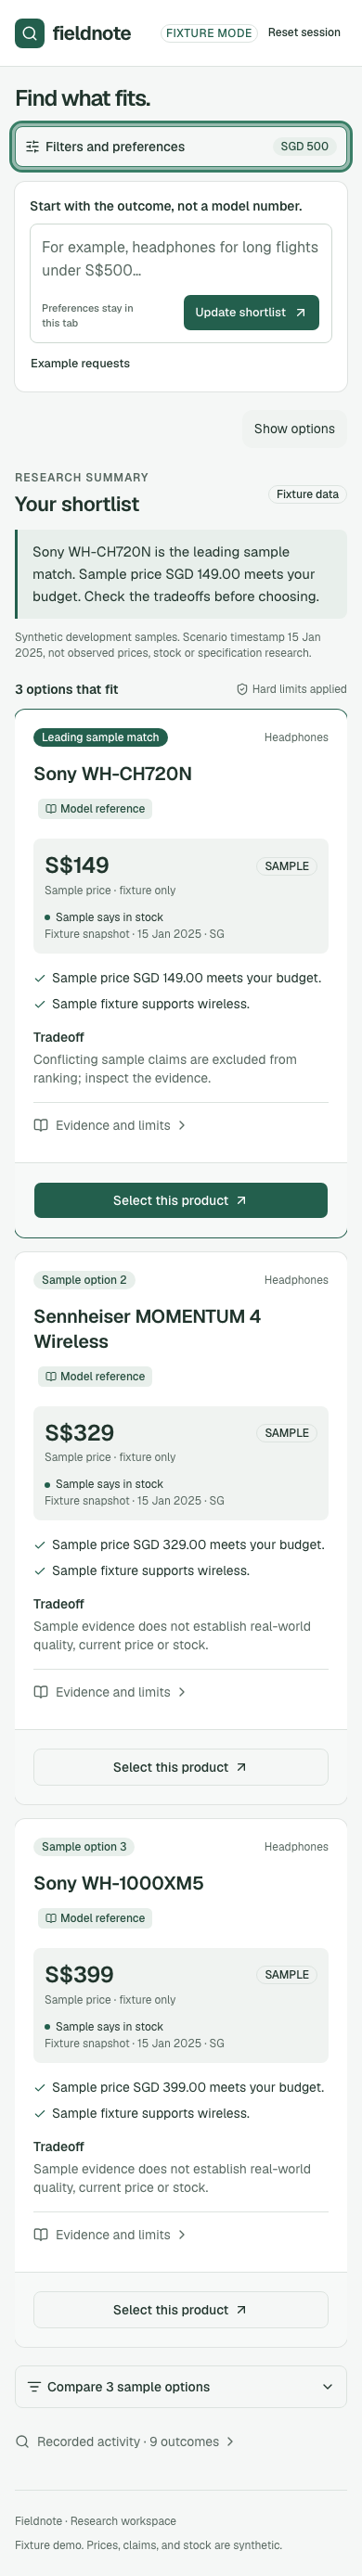 fieldnote
FIXTURE MODE
Reset session
Find what fits.
Filters and preferences
SGD 500
Start with the outcome, not a model number.
For example, headphones for long flights
under S$500...
Preferences stay in
this tab
Update shortlist
Example requests
Show options
RESEARCH SUMMARY
Your shortlist
Fixture data
Sony WH-CH720N is the leading sample
match. Sample price SGD 149.00 meets your
budget. Check the tradeoffs before choosing.
Synthetic development samples. Scenario timestamp 15 Jan
2025, not observed prices, stock or specification research.
3 options that fit
Hard limits applied
Leading sample match
Headphones
Sony WH-CH720N
Model reference
S$149
SAMPLE
Sample price · fixture only
Sample says in stock
Fixture snapshot · 15 Jan 2025 · SG
Sample price SGD 149.00 meets your budget.
Sample fixture supports wireless.
Tradeoff
Conflicting sample claims are excluded from
ranking; inspect the evidence.
Evidence and limits
Select this product
Sample option 2
Headphones
Sennheiser MOMENTUM 4
Wireless
Model reference
S$329
SAMPLE
Sample price · fixture only
Sample says in stock
Fixture snapshot · 15 Jan 2025 · SG
Sample price SGD 329.00 meets your budget.
Sample fixture supports wireless.
Tradeoff
Sample evidence does not establish real-world
quality, current price or stock.
Evidence and limits
Select this product
Sample option 3
Headphones
Sony WH-1000XM5
Model reference
S$399
SAMPLE
Sample price · fixture only
Sample says in stock
Fixture snapshot · 15 Jan 2025 · SG
Sample price SGD 399.00 meets your budget.
Sample fixture supports wireless.
Tradeoff
Sample evidence does not establish real-world
quality, current price or stock.
Evidence and limits
Select this product
Compare 3 sample options
Recorded activity · 9 outcomes
Fieldnote · Research workspace
Fixture demo. Prices, claims, and stock are synthetic.